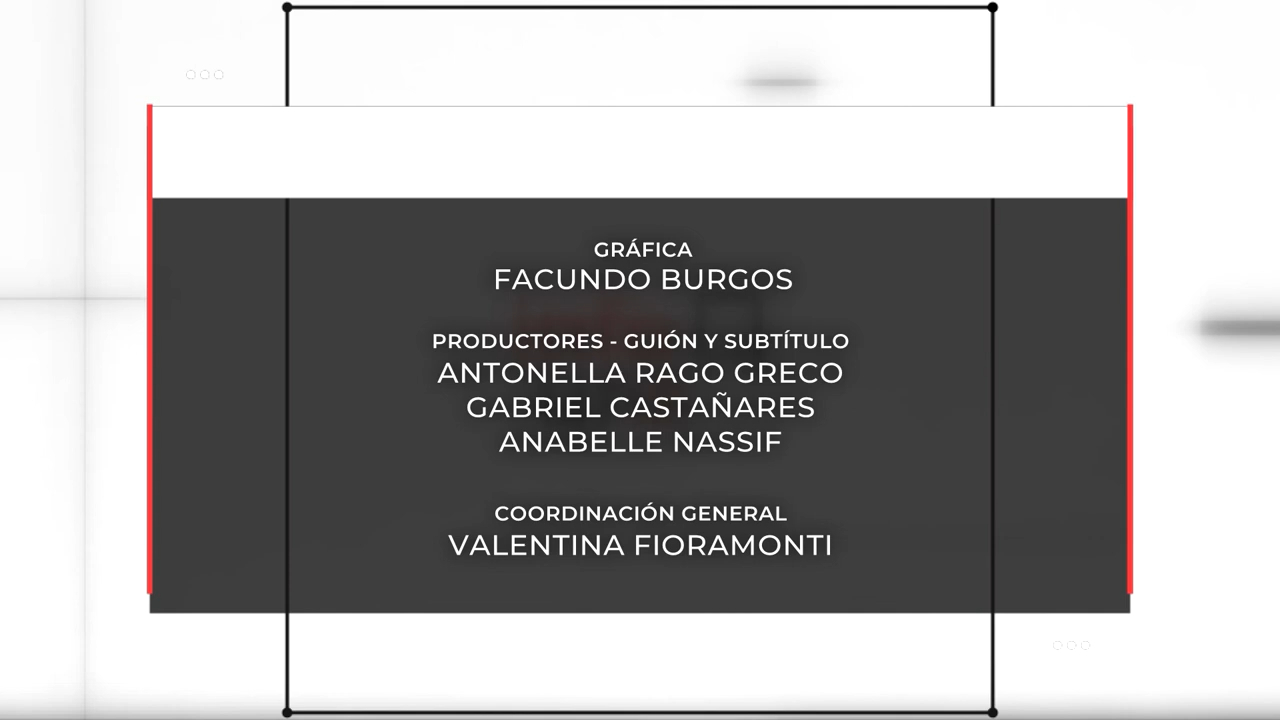 GRÁFICA
FACUNDO BURGOS
PRODUCTORES - GUIÓN Y SUBTÍTULO
ANTONELLA RAGO GRECO
GABRIEL CASTAÑARES
ANABELLE NASSIF
COORDINACIÓN GENERAL
VALENTINA FIORAMONTI